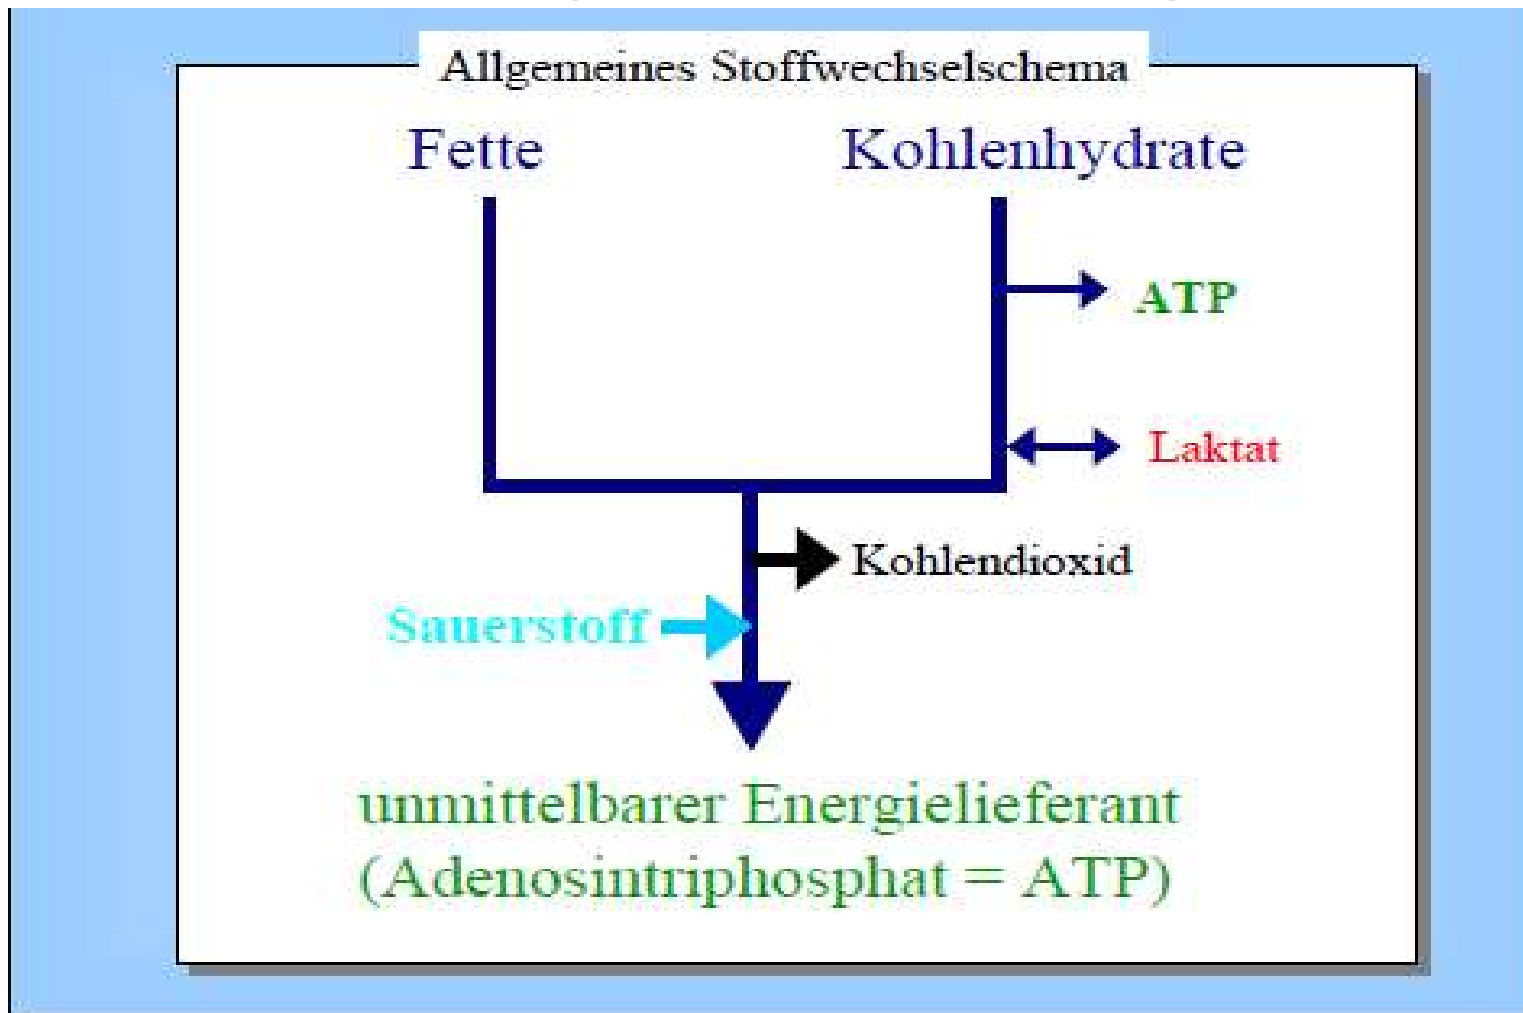 Allgemeines Stoffwechselschema
Fette
Kohlenhydrate
ATP
Laktat
Kohlendioxid
Sauerstoff
unmittelbarer Energielieferant
(Adenosintriphosphat = ATP)